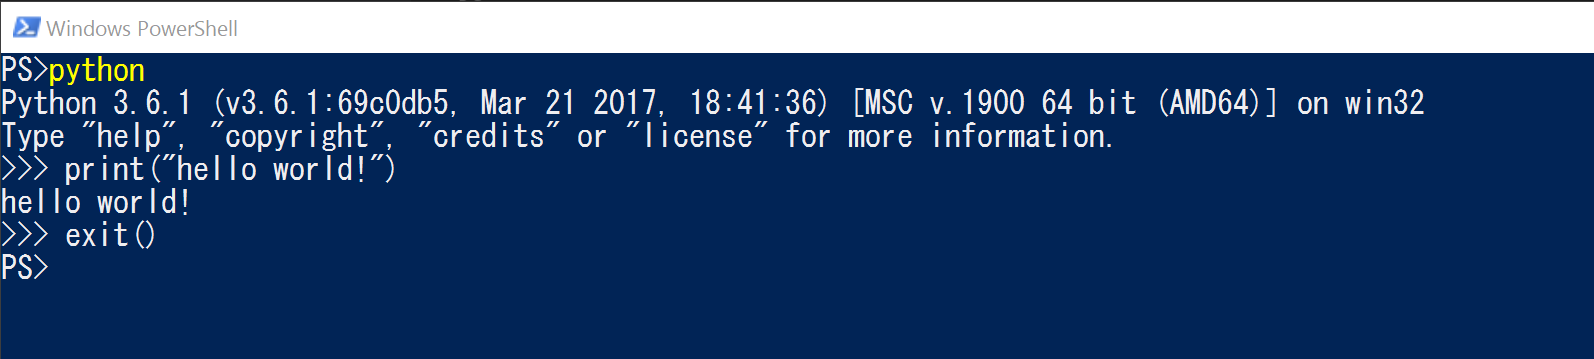 Windows PowerShell
PS>python
Python 3.6.1 (v3.6.1:69c0db5, Mar 21 2017, 18:41:36) [MSC v.1900 64 bit (AMD64)] on win32
Type "help", "copyright", "credits" or "license" for more information.
>>> print("hello world!")
hello world!
>>> exit()
PS>